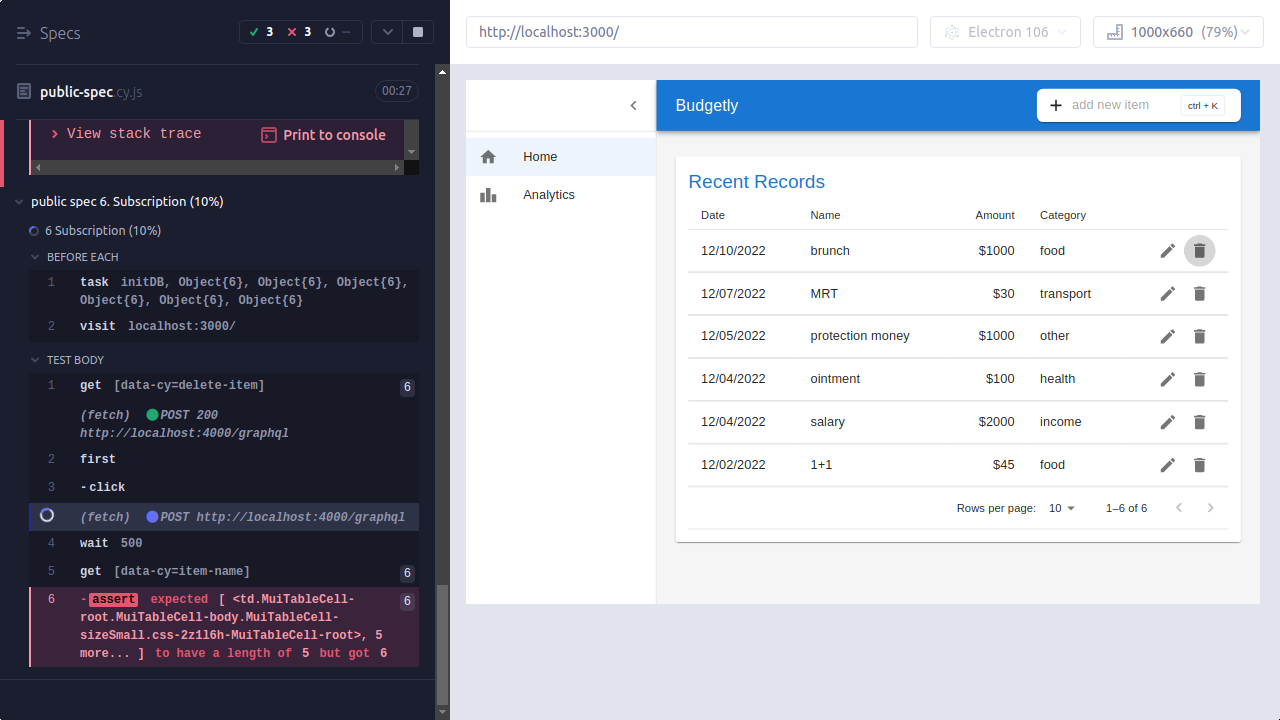 Specs
3 3 --
public-spec.cy.js
00:27
View stack trace
Print to console
public spec 6. Subscription (10%)
6 Subscription (10%)
BEFORE EACH
1 task initDB, Object{6}, Object{6}, Object{6},
Object{6}, Object{6}, Object{6}
2 visit localhost:3000/
TEST BODY
1 get [data-cy=delete-item] 6
(fetch) POST 200
http://localhost:4000/graphql
2 first
3 -click
(fetch) POST http://localhost:4000/graphql
4 wait 500
5 get [data-cy=item-name] 6
6 -assert expected [ <td.MuiTableCell- 6
root.MuiTableCell-body.MuiTableCell-
sizeSmall.css-2z1l6h-MuiTableCell-root>, 5
more... ] to have a length of 5 but got 6
http://localhost:3000/
Electron 106
1000x660 (79%)
Budgetly
add new item
ctrl + K
Home
Analytics
Recent Records
Date Name Amount Category
12/10/2022 brunch $1000 food
12/07/2022 MRT $30 transport
12/05/2022 protection money $1000 other
12/04/2022 ointment $100 health
12/04/2022 salary $2000 income
12/02/2022 1+1 $45 food
Rows per page: 10 1–6 of 6